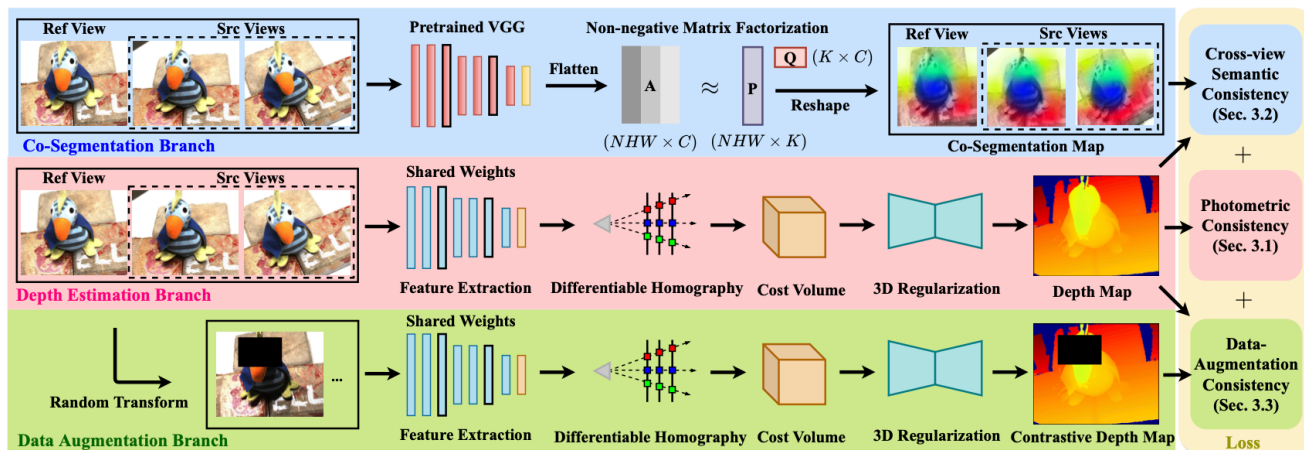 Ref View
Src Views
Pretrained VGG
Non-negative Matrix Factorization
Flatten
A
≈
P
Q
(K × C)
Reshape
(NHW × C)
(NHW × K)
Ref View
Src Views
Co-Segmentation Map
Co-Segmentation Branch
Cross-view
Semantic
Consistency
(Sec. 3.2)
+
Ref View
Src Views
Shared Weights
Feature Extraction
Differentiable Homography
Cost Volume
3D Regularization
Depth Map
Depth Estimation Branch
Photometric
Consistency
(Sec. 3.1)
+
Random Transform
...
Shared Weights
Feature Extraction
Differentiable Homography
Cost Volume
3D Regularization
Contrastive Depth Map
Data Augmentation Branch
Data-
Augmentation
Consistency
(Sec. 3.3)
Loss